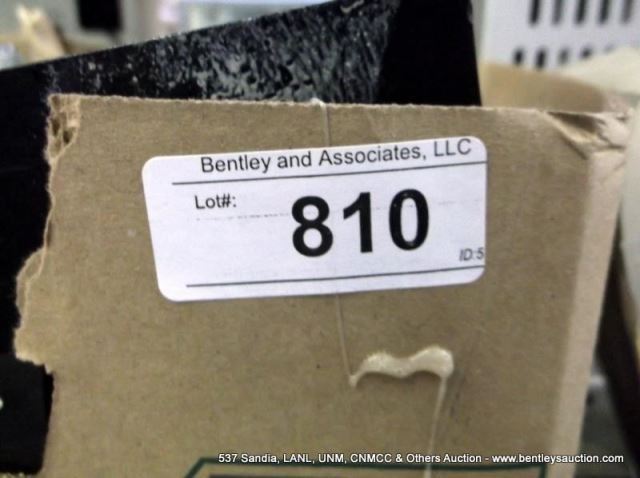 Bentley and Associates, LLC
Lot#:
810
ID:5
537 Sandia, LANL, UNM, CNMCC & Others Auction - www.bentleysauction.com